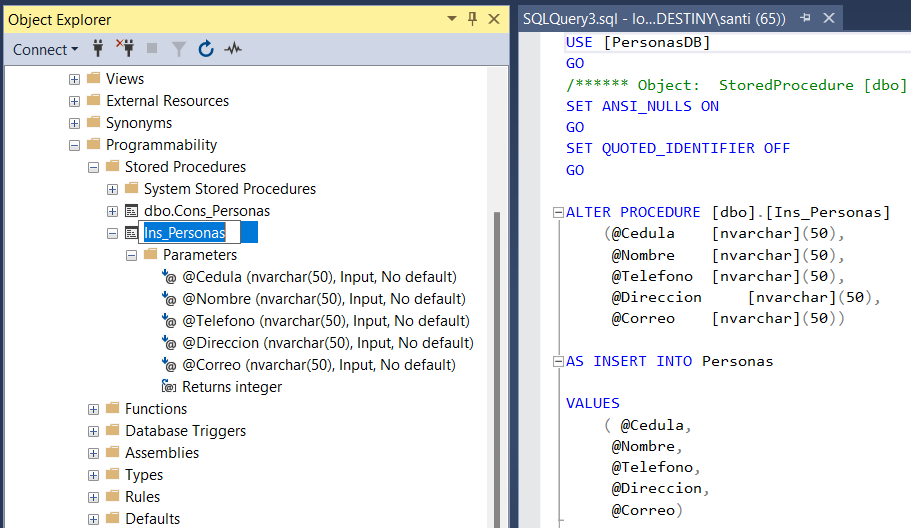 Object Explorer
Connect
Views
External Resources
Synonyms
Programmability
Stored Procedures
System Stored Procedures
dbo.Cons_Personas
Ins_Personas
Parameters
@Cedula (nvarchar(50), Input, No default)
@Nombre (nvarchar(50), Input, No default)
@Telefono (nvarchar(50), Input, No default)
@Direccion (nvarchar(50), Input, No default)
@Correo (nvarchar(50), Input, No default)
Returns integer
Functions
Database Triggers
Assemblies
Types
Rules
Defaults
SQLQuery3.sql - lo...DESTINY\santi (65))
USE [PersonasDB]
GO
/****** Object:  StoredProcedure [dbo]
SET ANSI_NULLS ON
GO
SET QUOTED_IDENTIFIER OFF
GO
ALTER PROCEDURE [dbo].[Ins_Personas]
(@Cedula    [nvarchar](50),
@Nombre    [nvarchar](50),
@Telefono  [nvarchar](50),
@Direccion     [nvarchar](50),
@Correo    [nvarchar](50))
AS INSERT INTO Personas
VALUES
( @Cedula,
@Nombre,
@Telefono,
@Direccion,
@Correo)